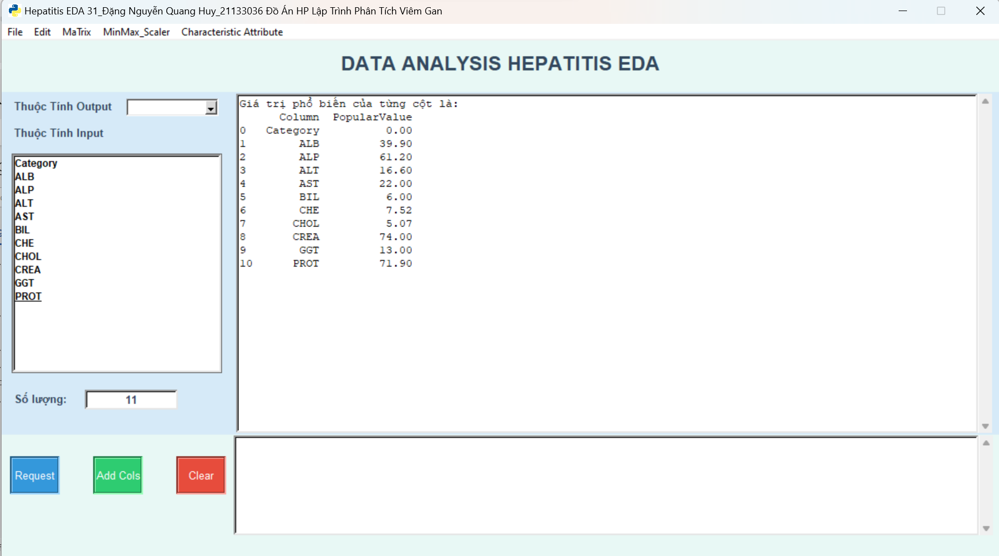 Hepatitis EDA 31_Đặng Nguyễn Quang Huy_21133036 Đồ Án HP Lập Trình Phân Tích Viêm Gan
File Edit MaTrix MinMax_Scaler Characteristic Attribute
DATA ANALYSIS HEPATITIS EDA
Thuộc Tính Output
Thuộc Tính Input
Category
ALB
ALP
ALT
AST
BIL
CHE
CHOL
CREA
GGT
PROT
Số lượng: 11
Request Add Cols Clear
Giá trị phổ biến của từng cột là:
Column PopularValue
0 Category 0.00
1 ALB 39.90
2 ALP 61.20
3 ALT 16.60
4 AST 22.00
5 BIL 6.00
6 CHE 7.52
7 CHOL 5.07
8 CREA 74.00
9 GGT 13.00
10 PROT 71.90